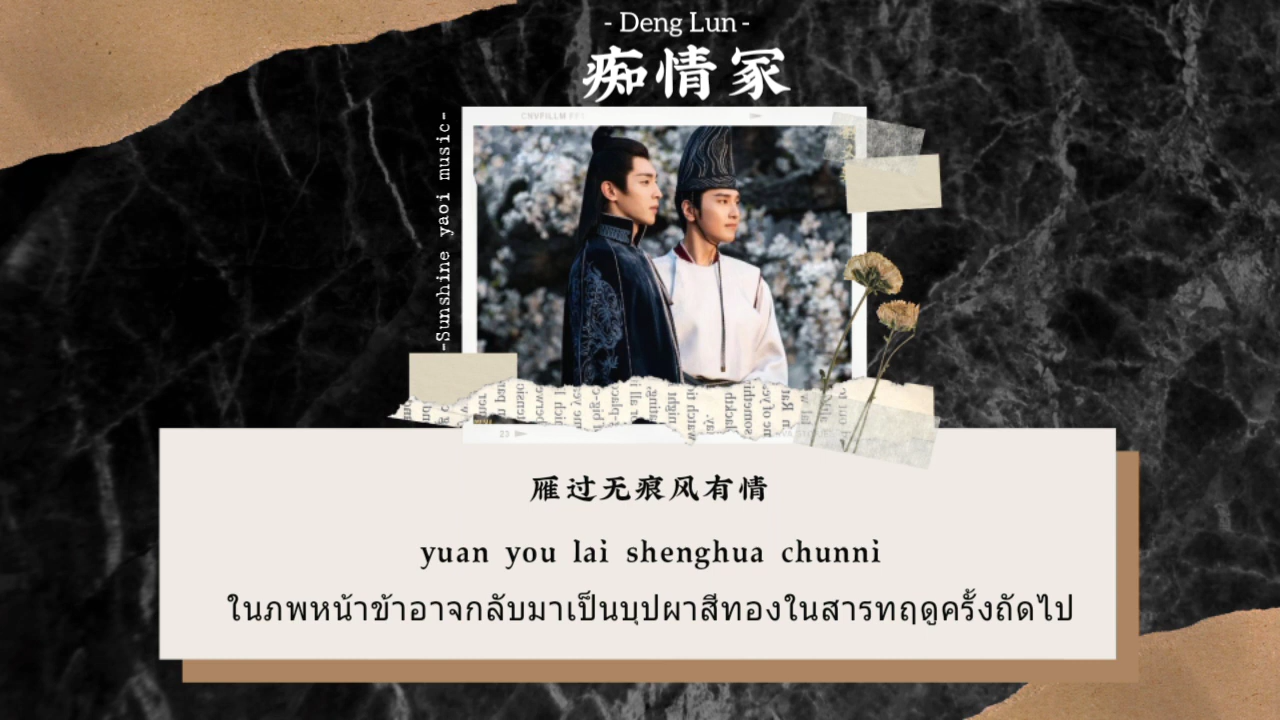 - Deng Lun -
痴情冢
-Sunshine yaoi music-
CNVFILLM
23
雁过无痕风有情
yuan you lai shenghua chunni
ในภพหน้าข้าอาจกลับมาเป็นบุปผาสีทองในสารทฤดูครั้งถัดไป